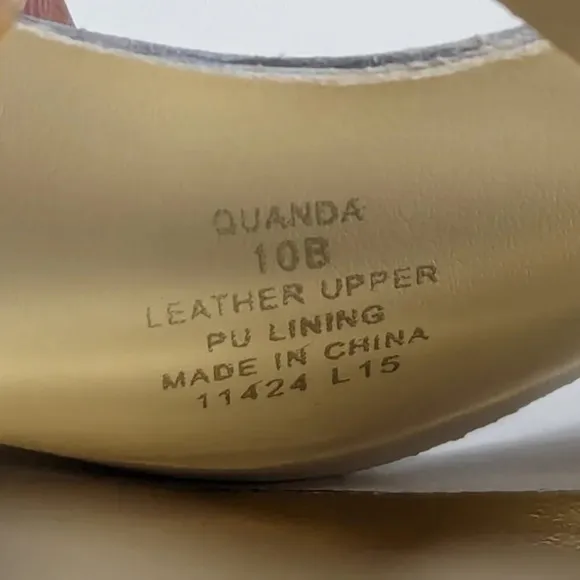 QUANDA
10B
LEATHER UPPER
PU LINING
MADE IN CHINA
11424 L15